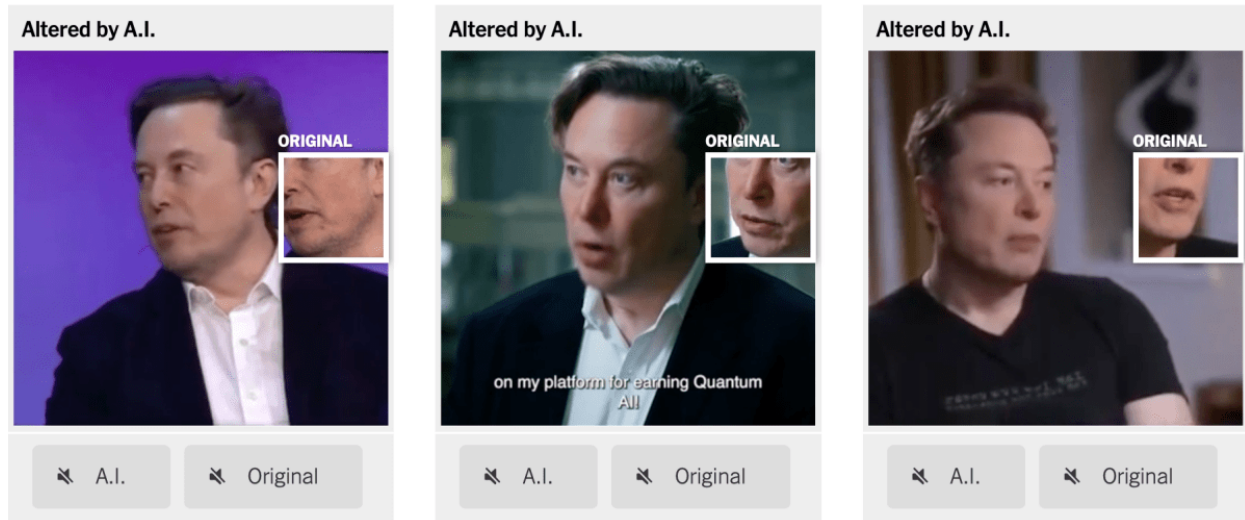 Altered by A.I.
ORIGINAL
A.I.
Original
Altered by A.I.
ORIGINAL
on my platform for earning Quantum
AI!
A.I.
Original
Altered by A.I.
ORIGINAL
A.I.
Original